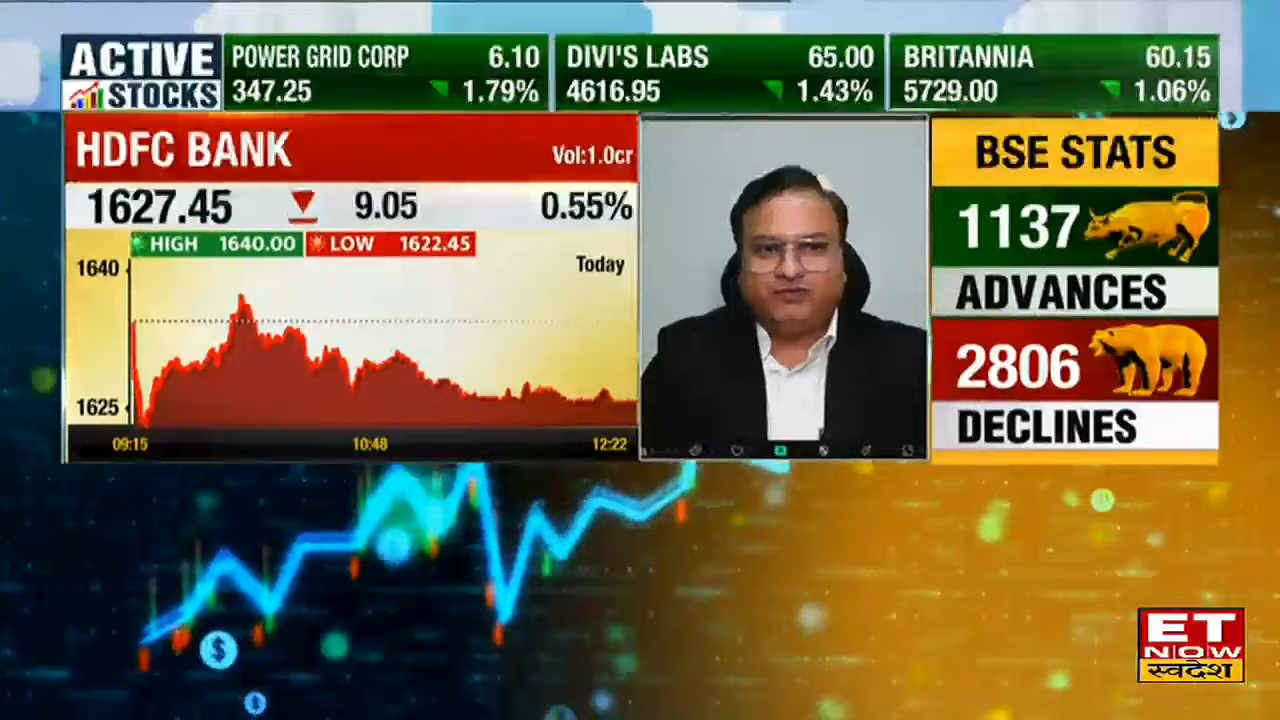 ACTIVE
STOCKS
POWER GRID CORP 6.10
347.25 1.79%
DIVI'S LABS 65.00
4616.95 1.43%
BRITANNIA 60.15
5729.00 1.06%
HDFC BANK Vol:1.0cr
1627.45 9.05 0.55%
HIGH 1640.00 LOW 1622.45
Today
1640
1625
09:15 10:48 12:22
BSE STATS
1137
ADVANCES
2806
DECLINES
ET
NOW
स्वदेश